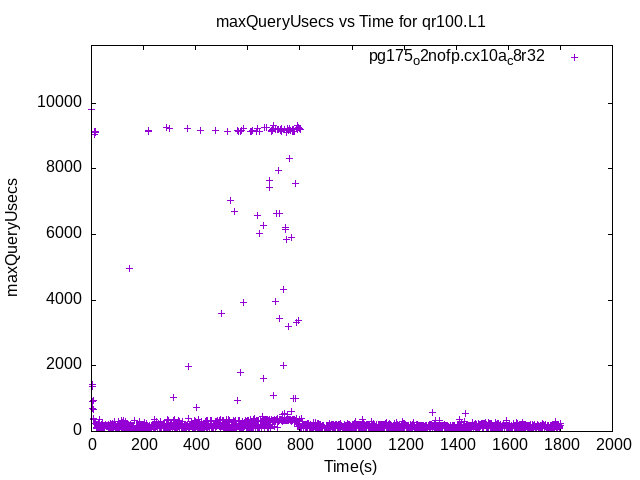 maxQueryUsecs vs Time for qr100.L1
pg175o2nofp.cx10ac8r32
maxQueryUsecs
10000
8000
6000
4000
2000
0
0 200 400 600 800 1000 1200 1400 1600 1800 2000
Time(s)